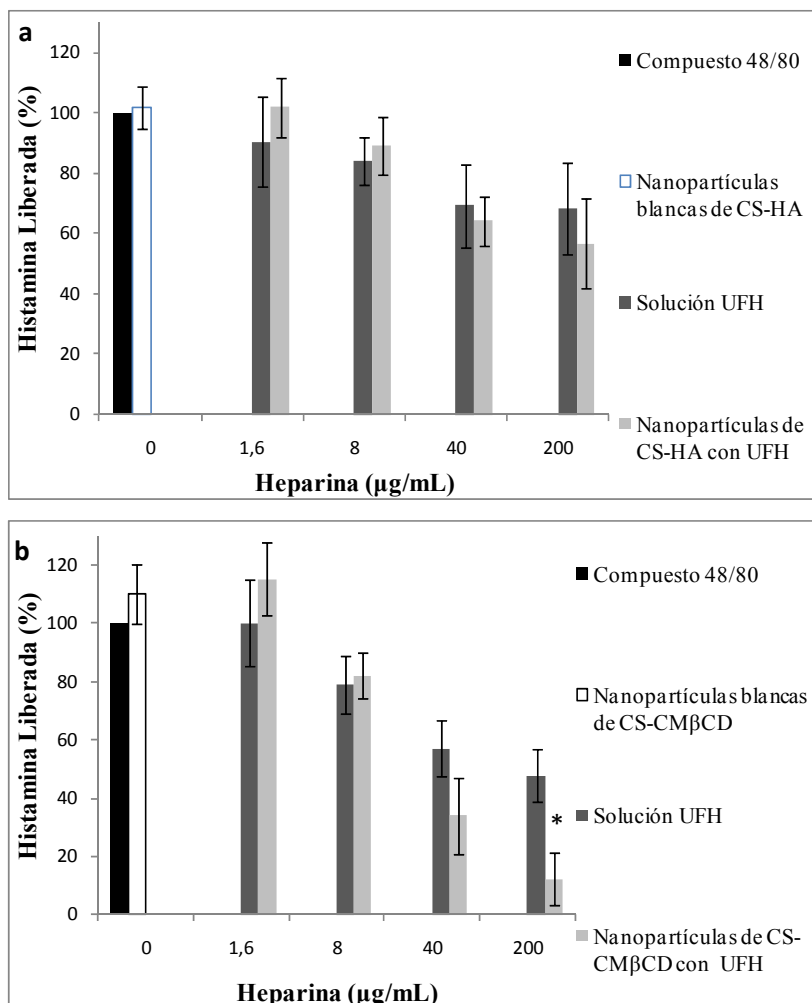 a
Histamina Liberada (%)
120
100
80
60
40
20
0
0 1,6 8 40 200
Heparina (µg/mL)
Compuesto 48/80
Nanopartículas
blancas de CS-HA
Solución UFH
Nanopartículas de
CS-HA con UFH
b
Histamina Liberada (%)
120
100
80
60
40
20
0
*
0 1,6 8 40 200
Heparina (µg/mL)
Compuesto 48/80
Nanopartículas blancas
de CS-CMβCD
Solución UFH
Nanopartículas de CS-
CMβCD con UFH